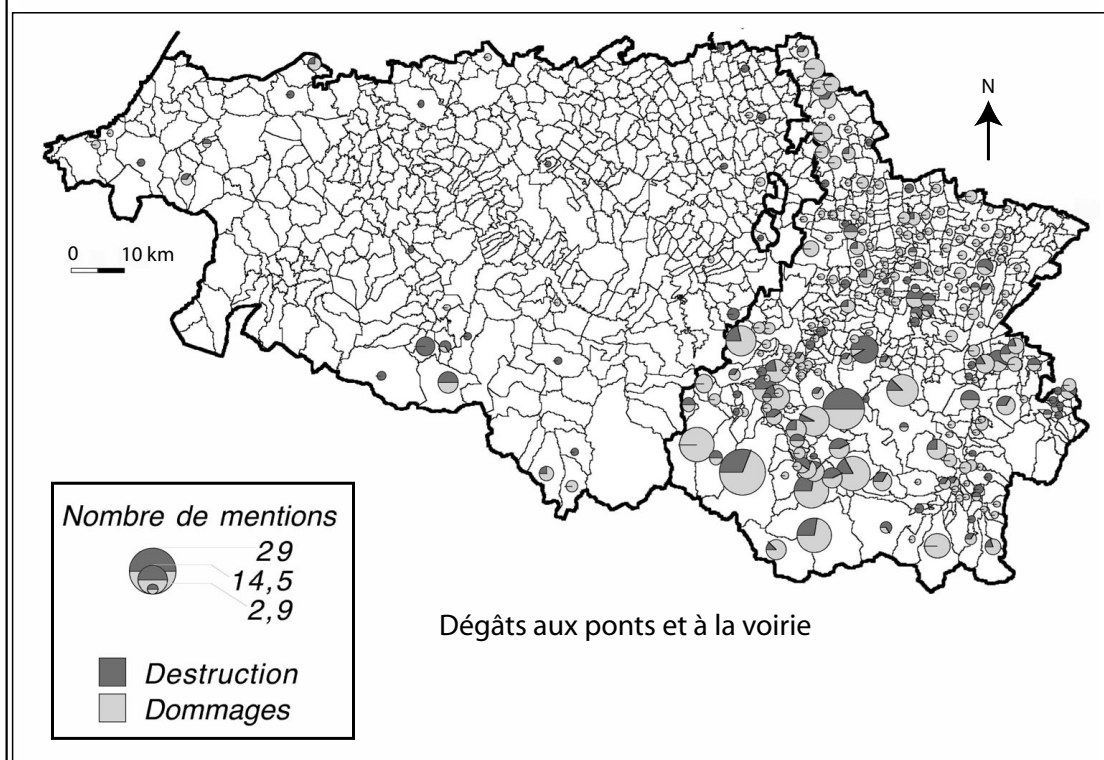 N
0 10 km
Nombre de mentions
29
14,5
2,9
Destruction
Dommages
Dégâts aux ponts et à la voirie